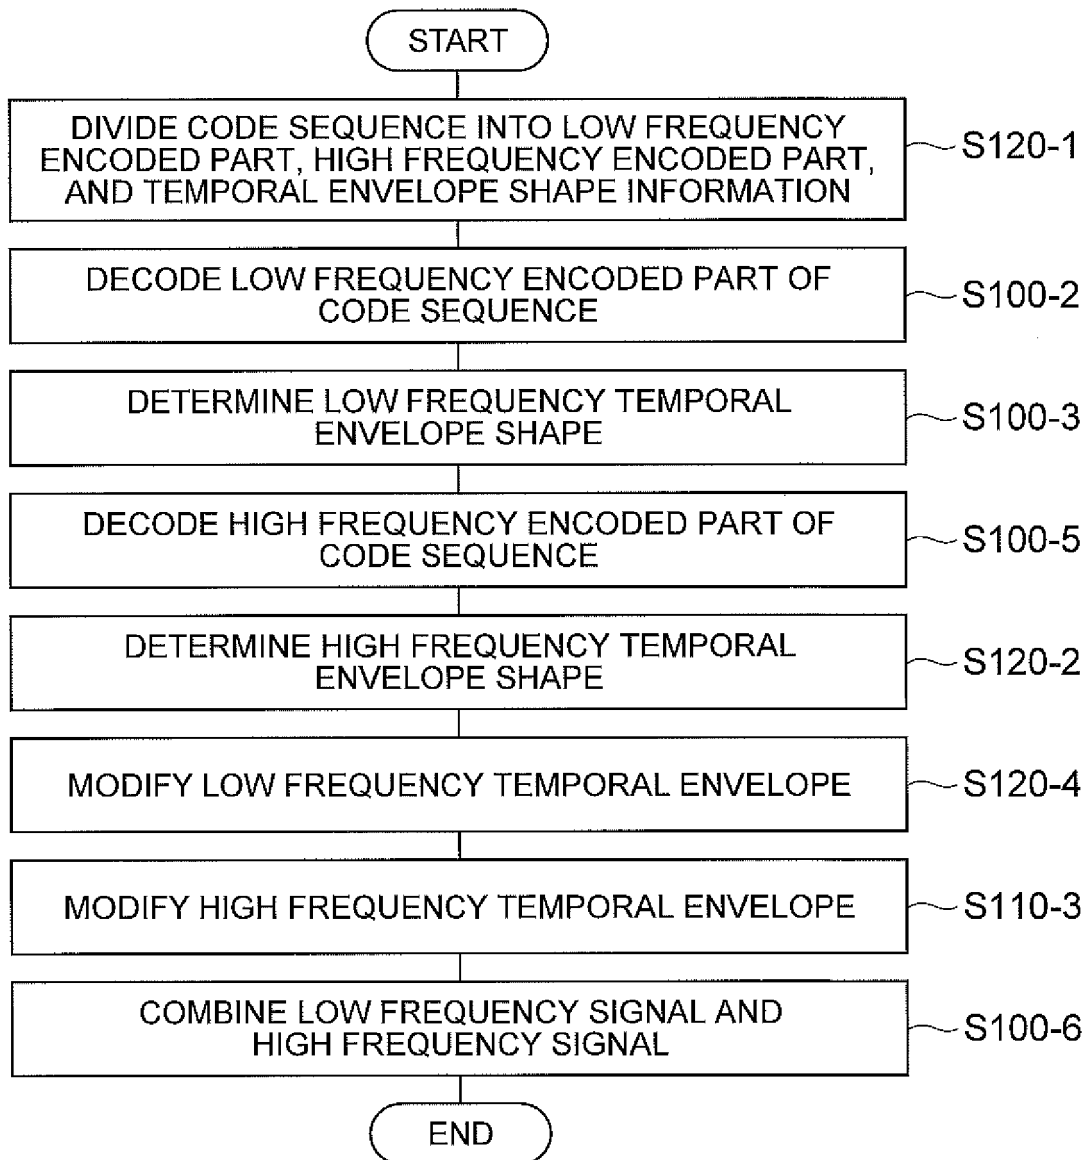 START
DIVIDE CODE SEQUENCE INTO LOW FREQUENCY
ENCODED PART, HIGH FREQUENCY ENCODED PART,
AND TEMPORAL ENVELOPE SHAPE INFORMATION
S120-1
DECODE LOW FREQUENCY ENCODED PART OF
CODE SEQUENCE
S100-2
DETERMINE LOW FREQUENCY TEMPORAL
ENVELOPE SHAPE
S100-3
DECODE HIGH FREQUENCY ENCODED PART OF
CODE SEQUENCE
S100-5
DETERMINE HIGH FREQUENCY TEMPORAL
ENVELOPE SHAPE
S120-2
MODIFY LOW FREQUENCY TEMPORAL ENVELOPE
S120-4
MODIFY HIGH FREQUENCY TEMPORAL ENVELOPE
S110-3
COMBINE LOW FREQUENCY SIGNAL AND
HIGH FREQUENCY SIGNAL
S100-6
END